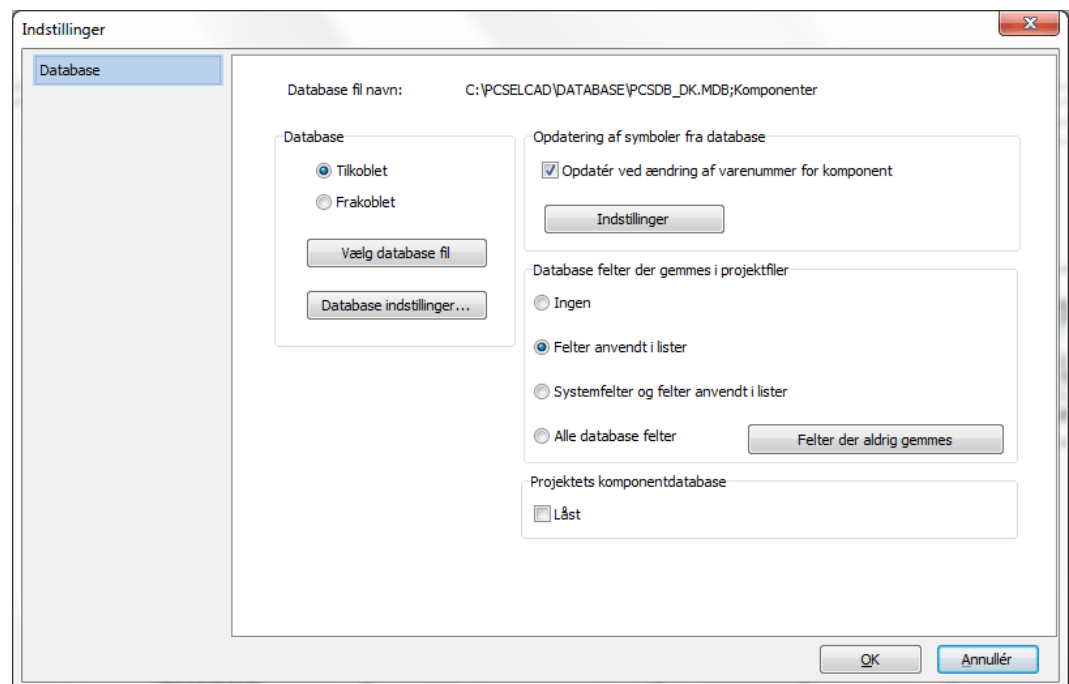 Indstillinger
Database
Database fil navn: C:\PCSELCAD\DATABASE\PCSDB_DK.MDB;Komponenter
Database
Tilkoblet
Frakoblet
Vælg database fil
Database indstillinger...
Opdatering af symboler fra database
Opdatér ved ændring af varenummer for komponent
Indstillinger
Database felter der gemmes i projektfiler
Ingen
Felter anvendt i lister
Systemfelter og felter anvendt i lister
Alle database felter
Felter der aldrig gemmes
Projektets komponentdatabase
Låst
OK
Annullér